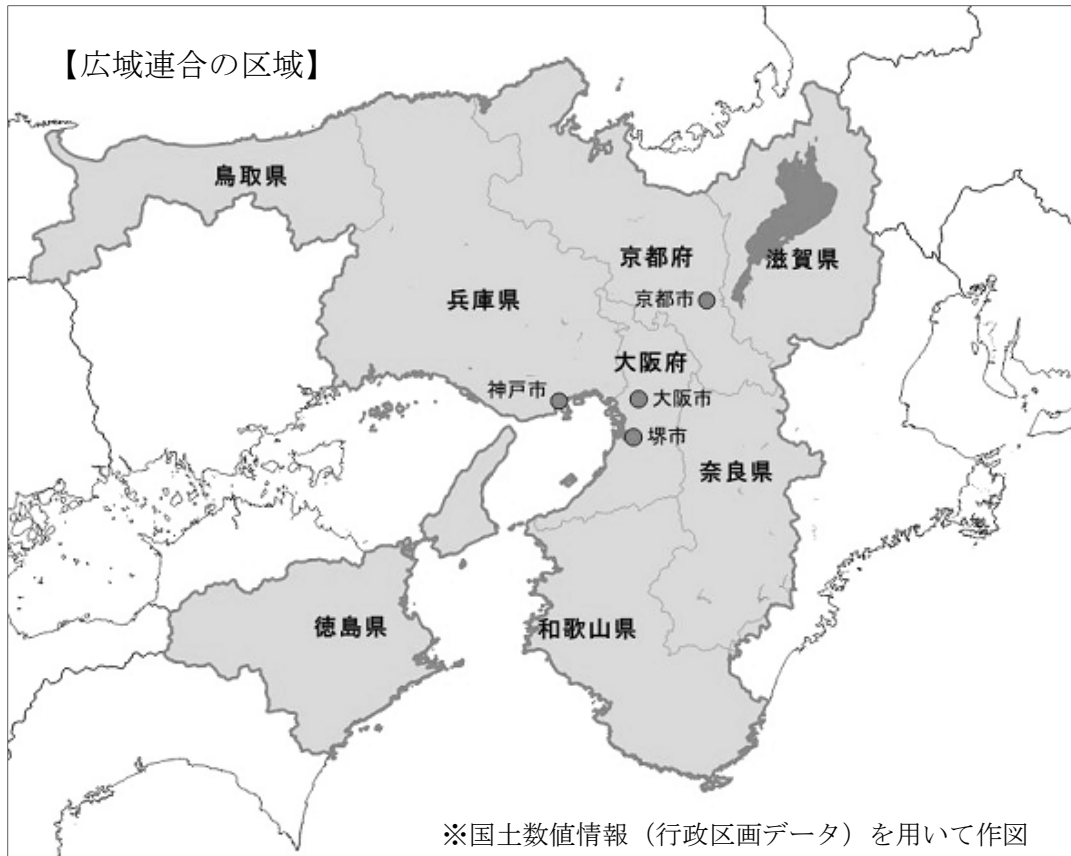 【広域連合の区域】
鳥取県
京都府
滋賀県
兵庫県
京都市
大阪府
神戸市
大阪市
堺市
奈良県
徳島県
和歌山県
※国土数値情報（行政区画データ）を用いて作図